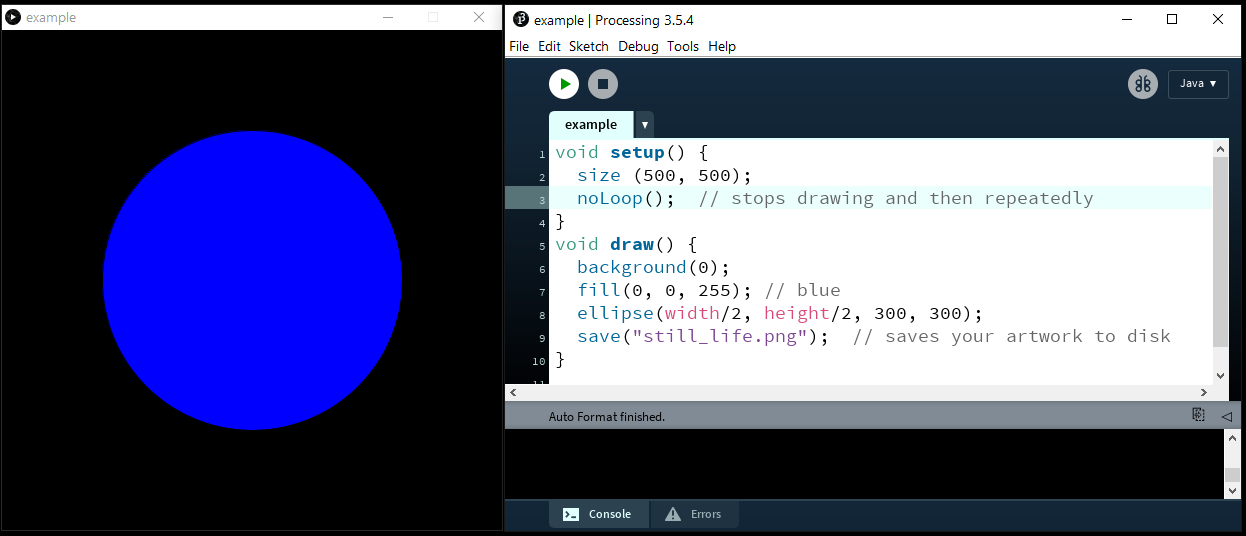 example
example | Processing 3.5.4
File Edit Sketch Debug Tools Help
Java ▾
example ▾
1 void setup() {
2   size (500, 500);
3   noLoop();  // stops drawing and then repeatedly
4 }
5 void draw() {
6   background(0);
7   fill(0, 0, 255); // blue
8   ellipse(width/2, height/2, 300, 300);
9   save("still_life.png");  // saves your artwork to disk
10 }
11
Auto Format finished.
Console Errors